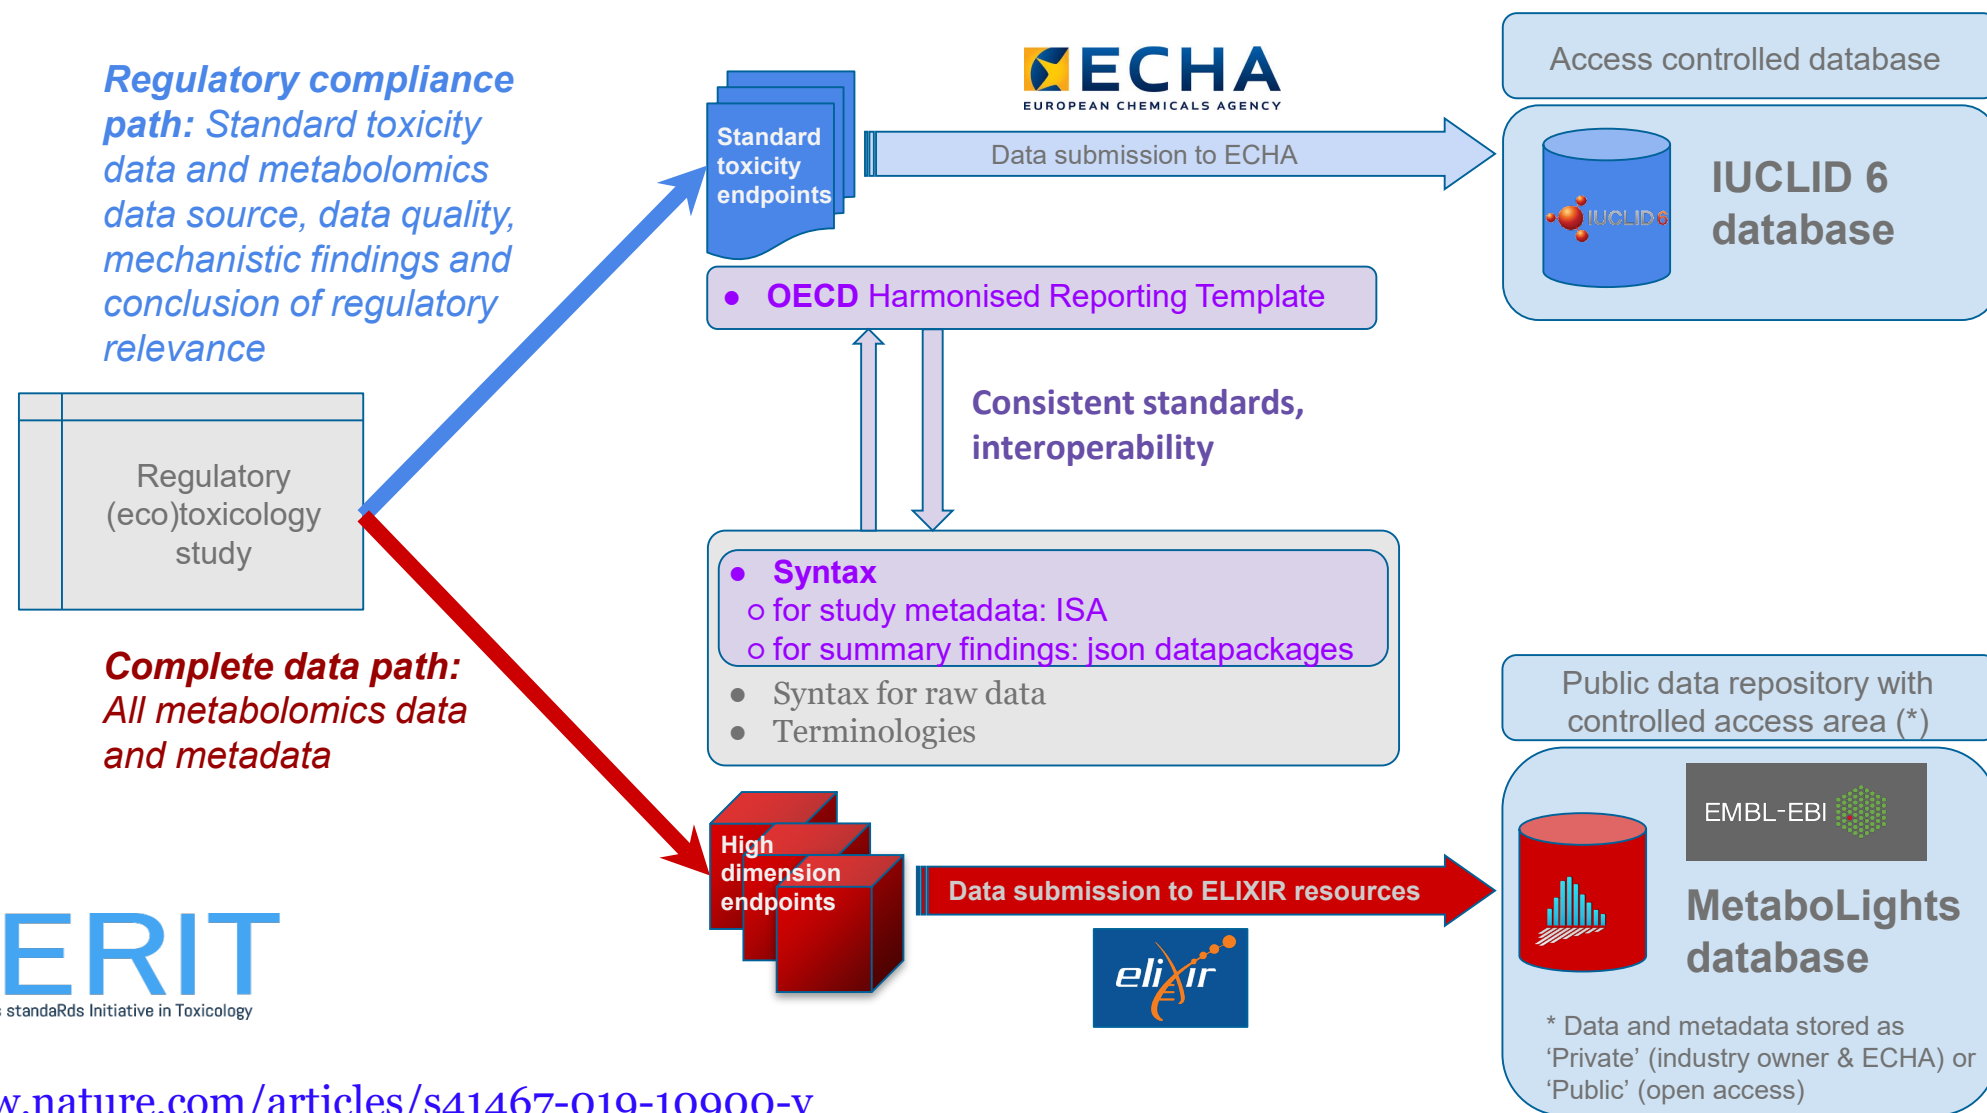 Regulatory compliance
path: Standard toxicity
data and metabolomics
data source, data quality,
mechanistic findings and
conclusion of regulatory
relevance
Regulatory
(eco)toxicology
study
Complete data path:
All metabolomics data
and metadata
ERIT
s standaRds Initiative in Toxicology
w.nature.com/articles/s41467-019-10900-y
Standard
toxicity
endpoints
ECHA
EUROPEAN CHEMICALS AGENCY
Data submission to ECHA
● OECD Harmonised Reporting Template
Consistent standards,
interoperability
● Syntax
○ for study metadata: ISA
○ for summary findings: json datapackages
● Syntax for raw data
● Terminologies
High
dimension
endpoints
Data submission to ELIXIR resources
elixir
Access controlled database
IUCLID 6
IUCLID 6
database
Public data repository with
controlled access area (*)
EMBL-EBI
MetaboLights
database
* Data and metadata stored as
‘Private’ (industry owner & ECHA) or
‘Public’ (open access)